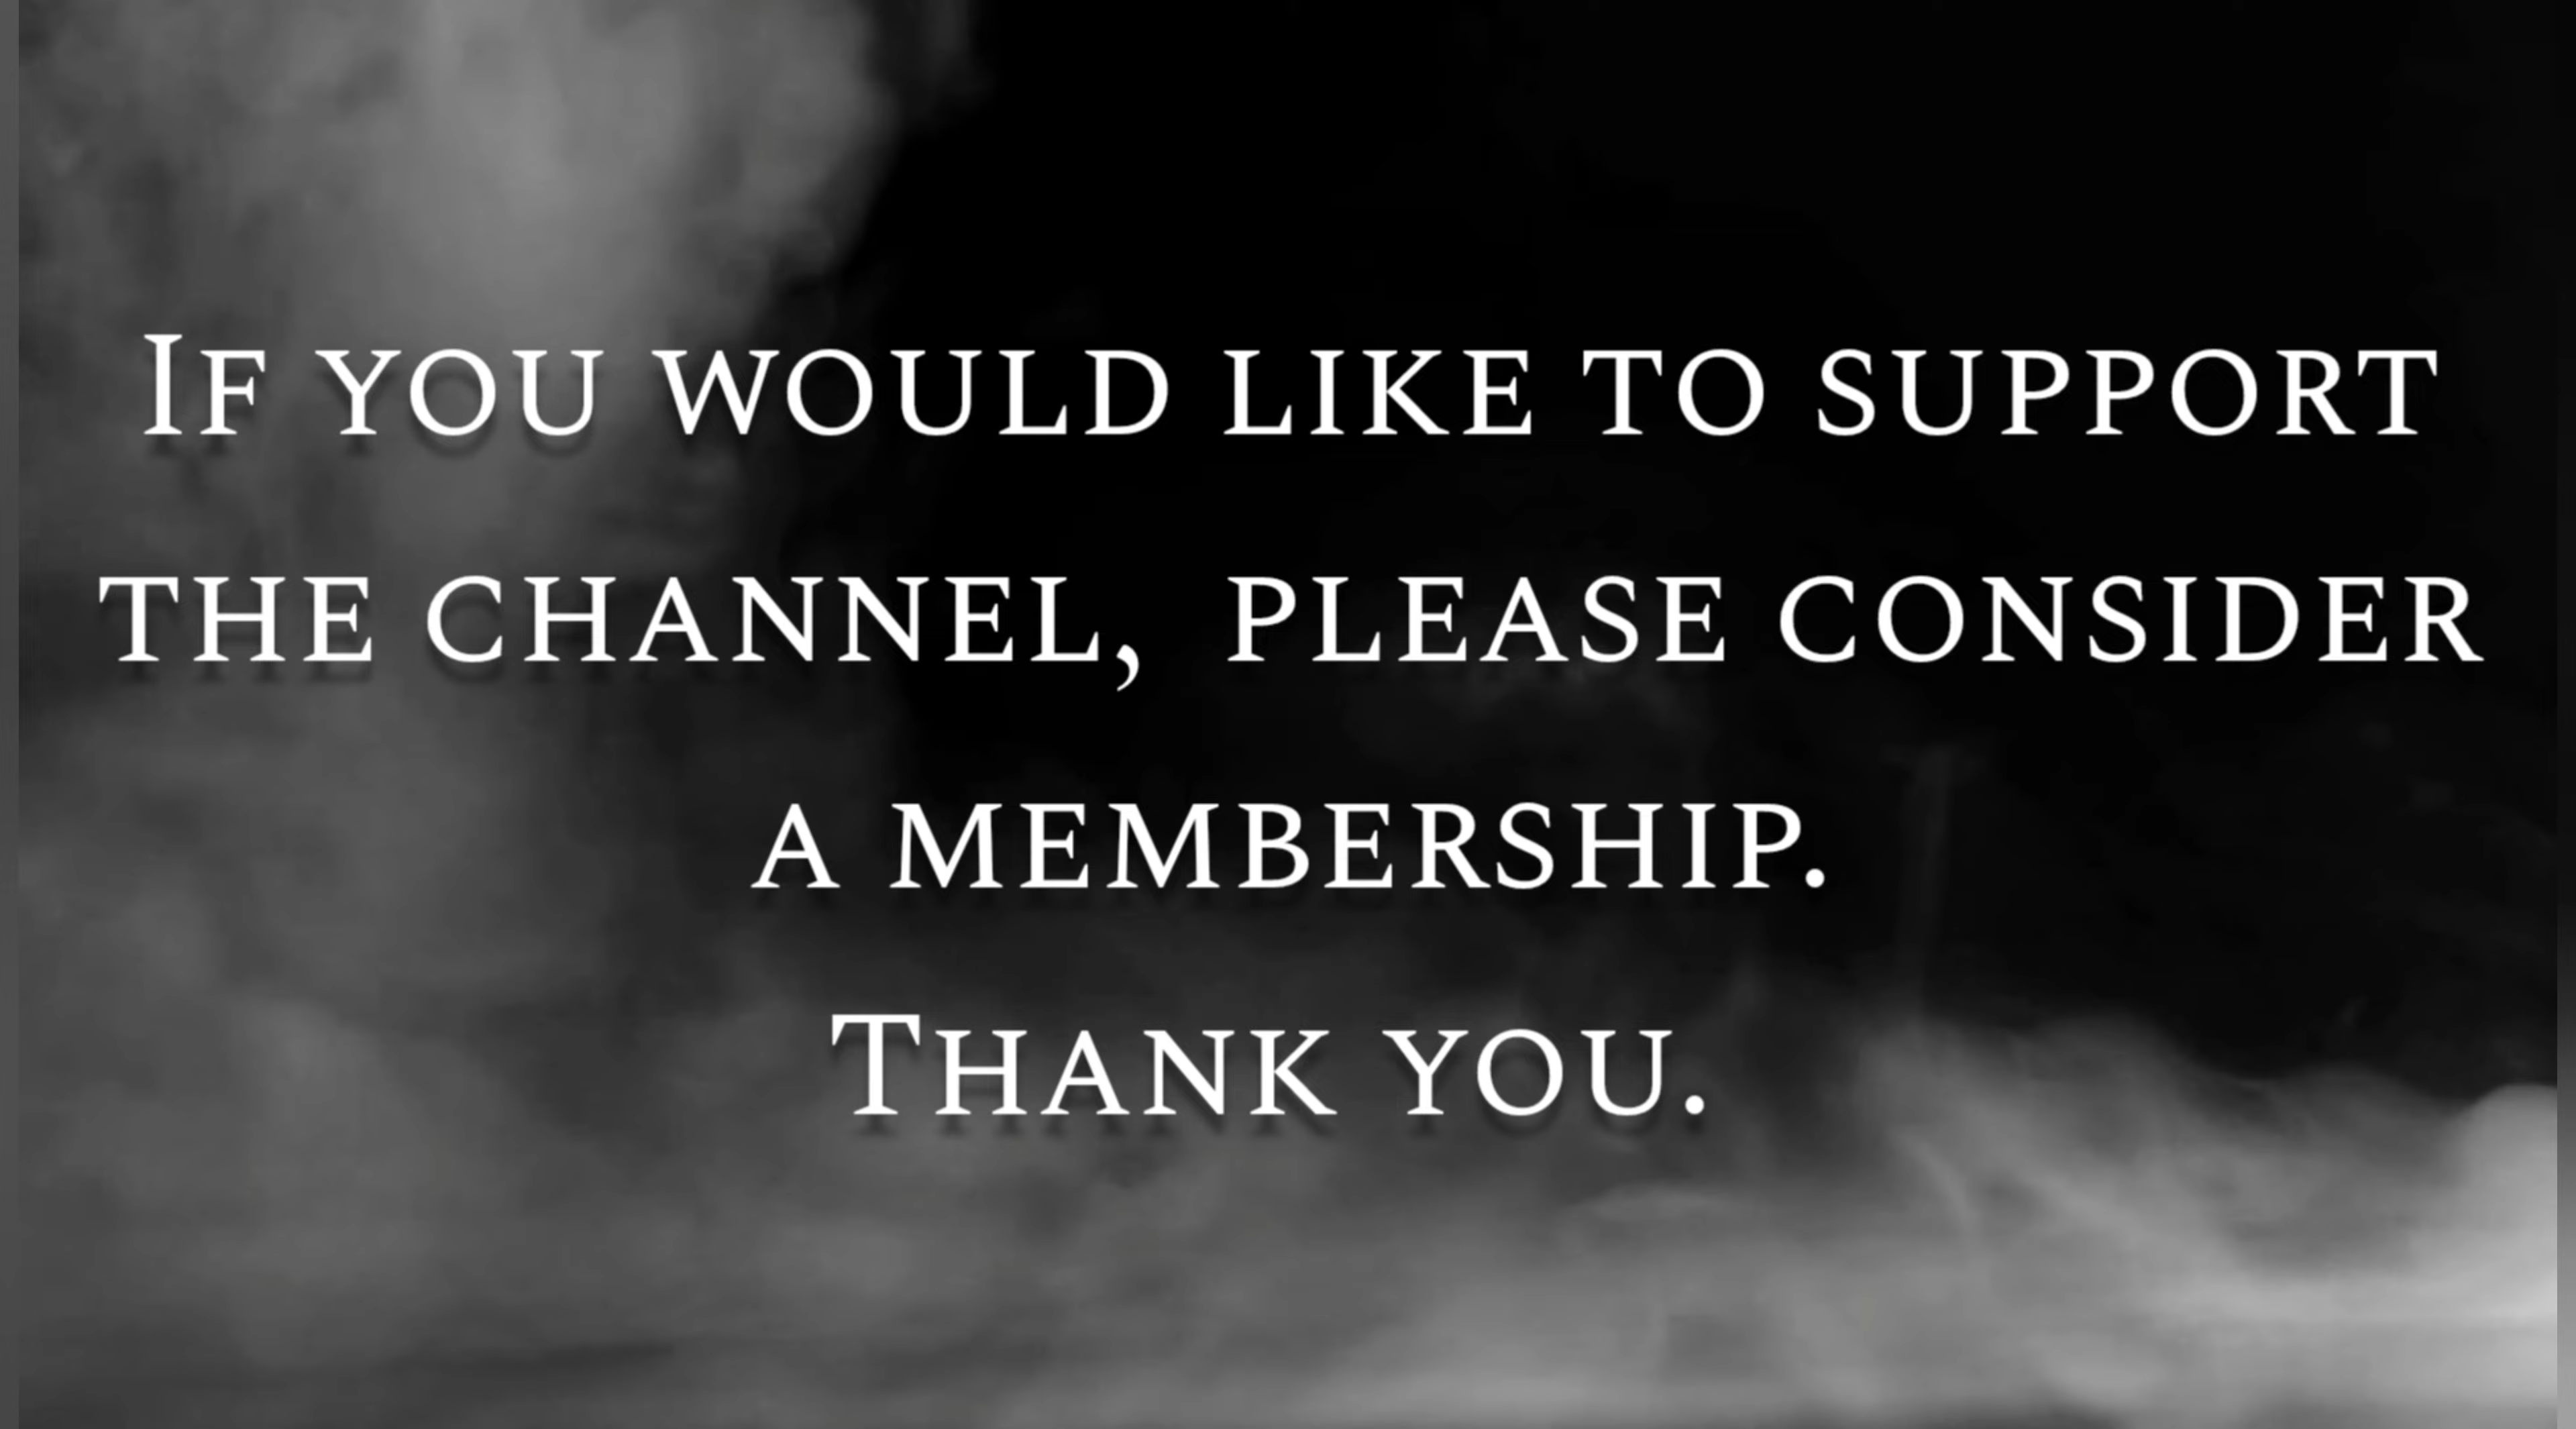 If you would like to support
the channel,  please consider
a membership.
Thank you.